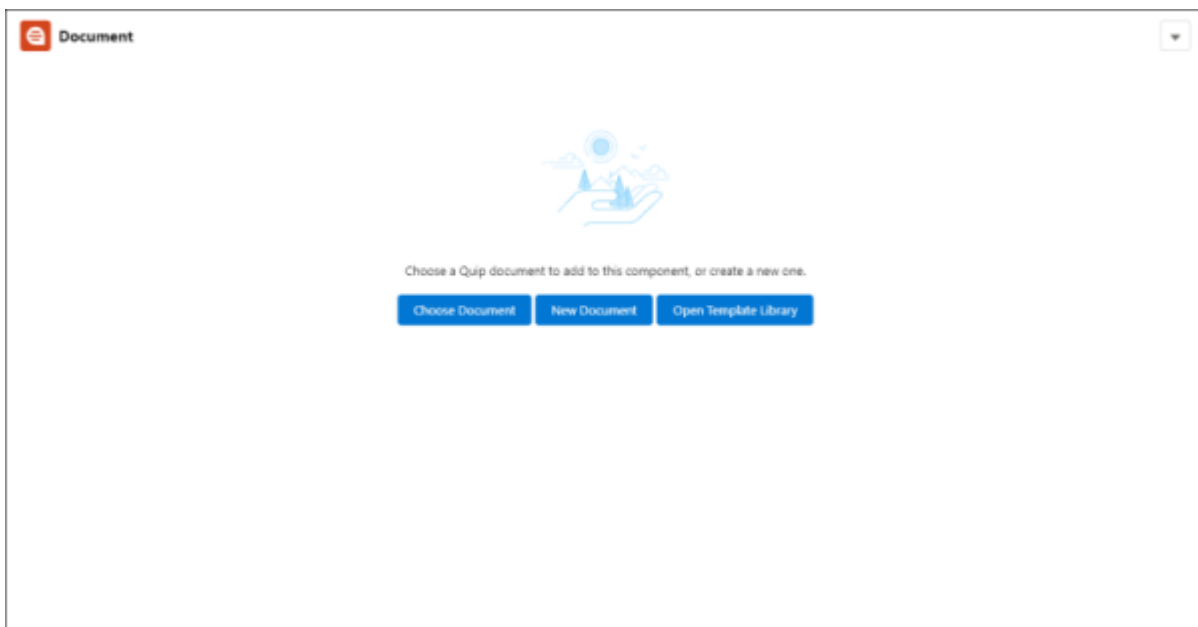 Document
Choose a Quip document to add to this component, or create a new one.
Choose Document New Document Open Template Library